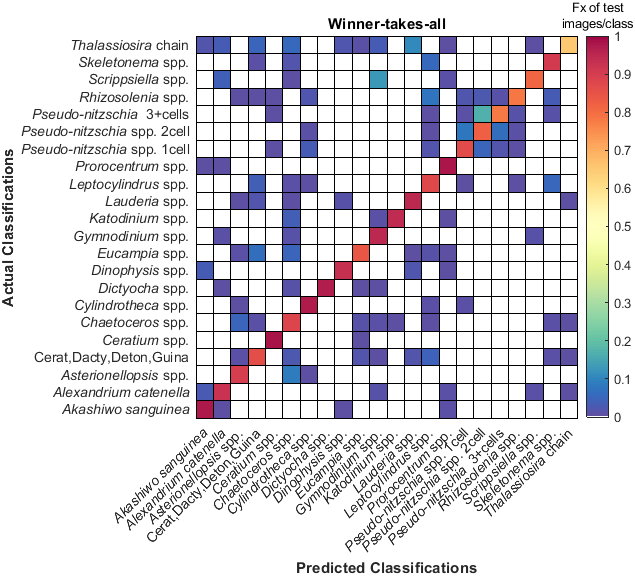 Winner-takes-all
Fx of test
images/class
Actual Classifications
Thalassiosira chain
Skeletonema spp.
Scrippsiella spp.
Rhizosolenia spp.
Pseudo-nitzschia 3+cells
Pseudo-nitzschia spp. 2cell
Pseudo-nitzschia spp. 1cell
Prorocentrum spp.
Leptocylindrus spp.
Lauderia spp.
Katodinium spp.
Gymnodinium spp.
Eucampia spp.
Dinophysis spp.
Dictyocha spp.
Cylindrotheca spp.
Chaetoceros spp.
Ceratium spp.
Cerat,Dacty,Deton,Guina
Asterionellopsis spp.
Alexandrium catenella
Akashiwo sanguinea
1
0.9
0.8
0.7
0.6
0.5
0.4
0.3
0.2
0.1
0
Akashiwo sanguinea
Alexandrium catenella
Asterionellopsis spp.
Cerat,Dacty,Deton,Guina
Ceratium spp.
Chaetoceros spp.
Cylindrotheca spp.
Dictyocha spp.
Dinophysis spp.
Eucampia spp.
Gymnodinium spp.
Katodinium spp.
Lauderia spp.
Leptocylindrus spp.
Prorocentrum spp.
Pseudo-nitzschia spp. 1cell
Pseudo-nitzschia spp. 2cell
Pseudo-nitzschia 3+cells
Rhizosolenia spp.
Scrippsiella spp.
Skeletonema spp.
Thalassiosira chain
Predicted Classifications